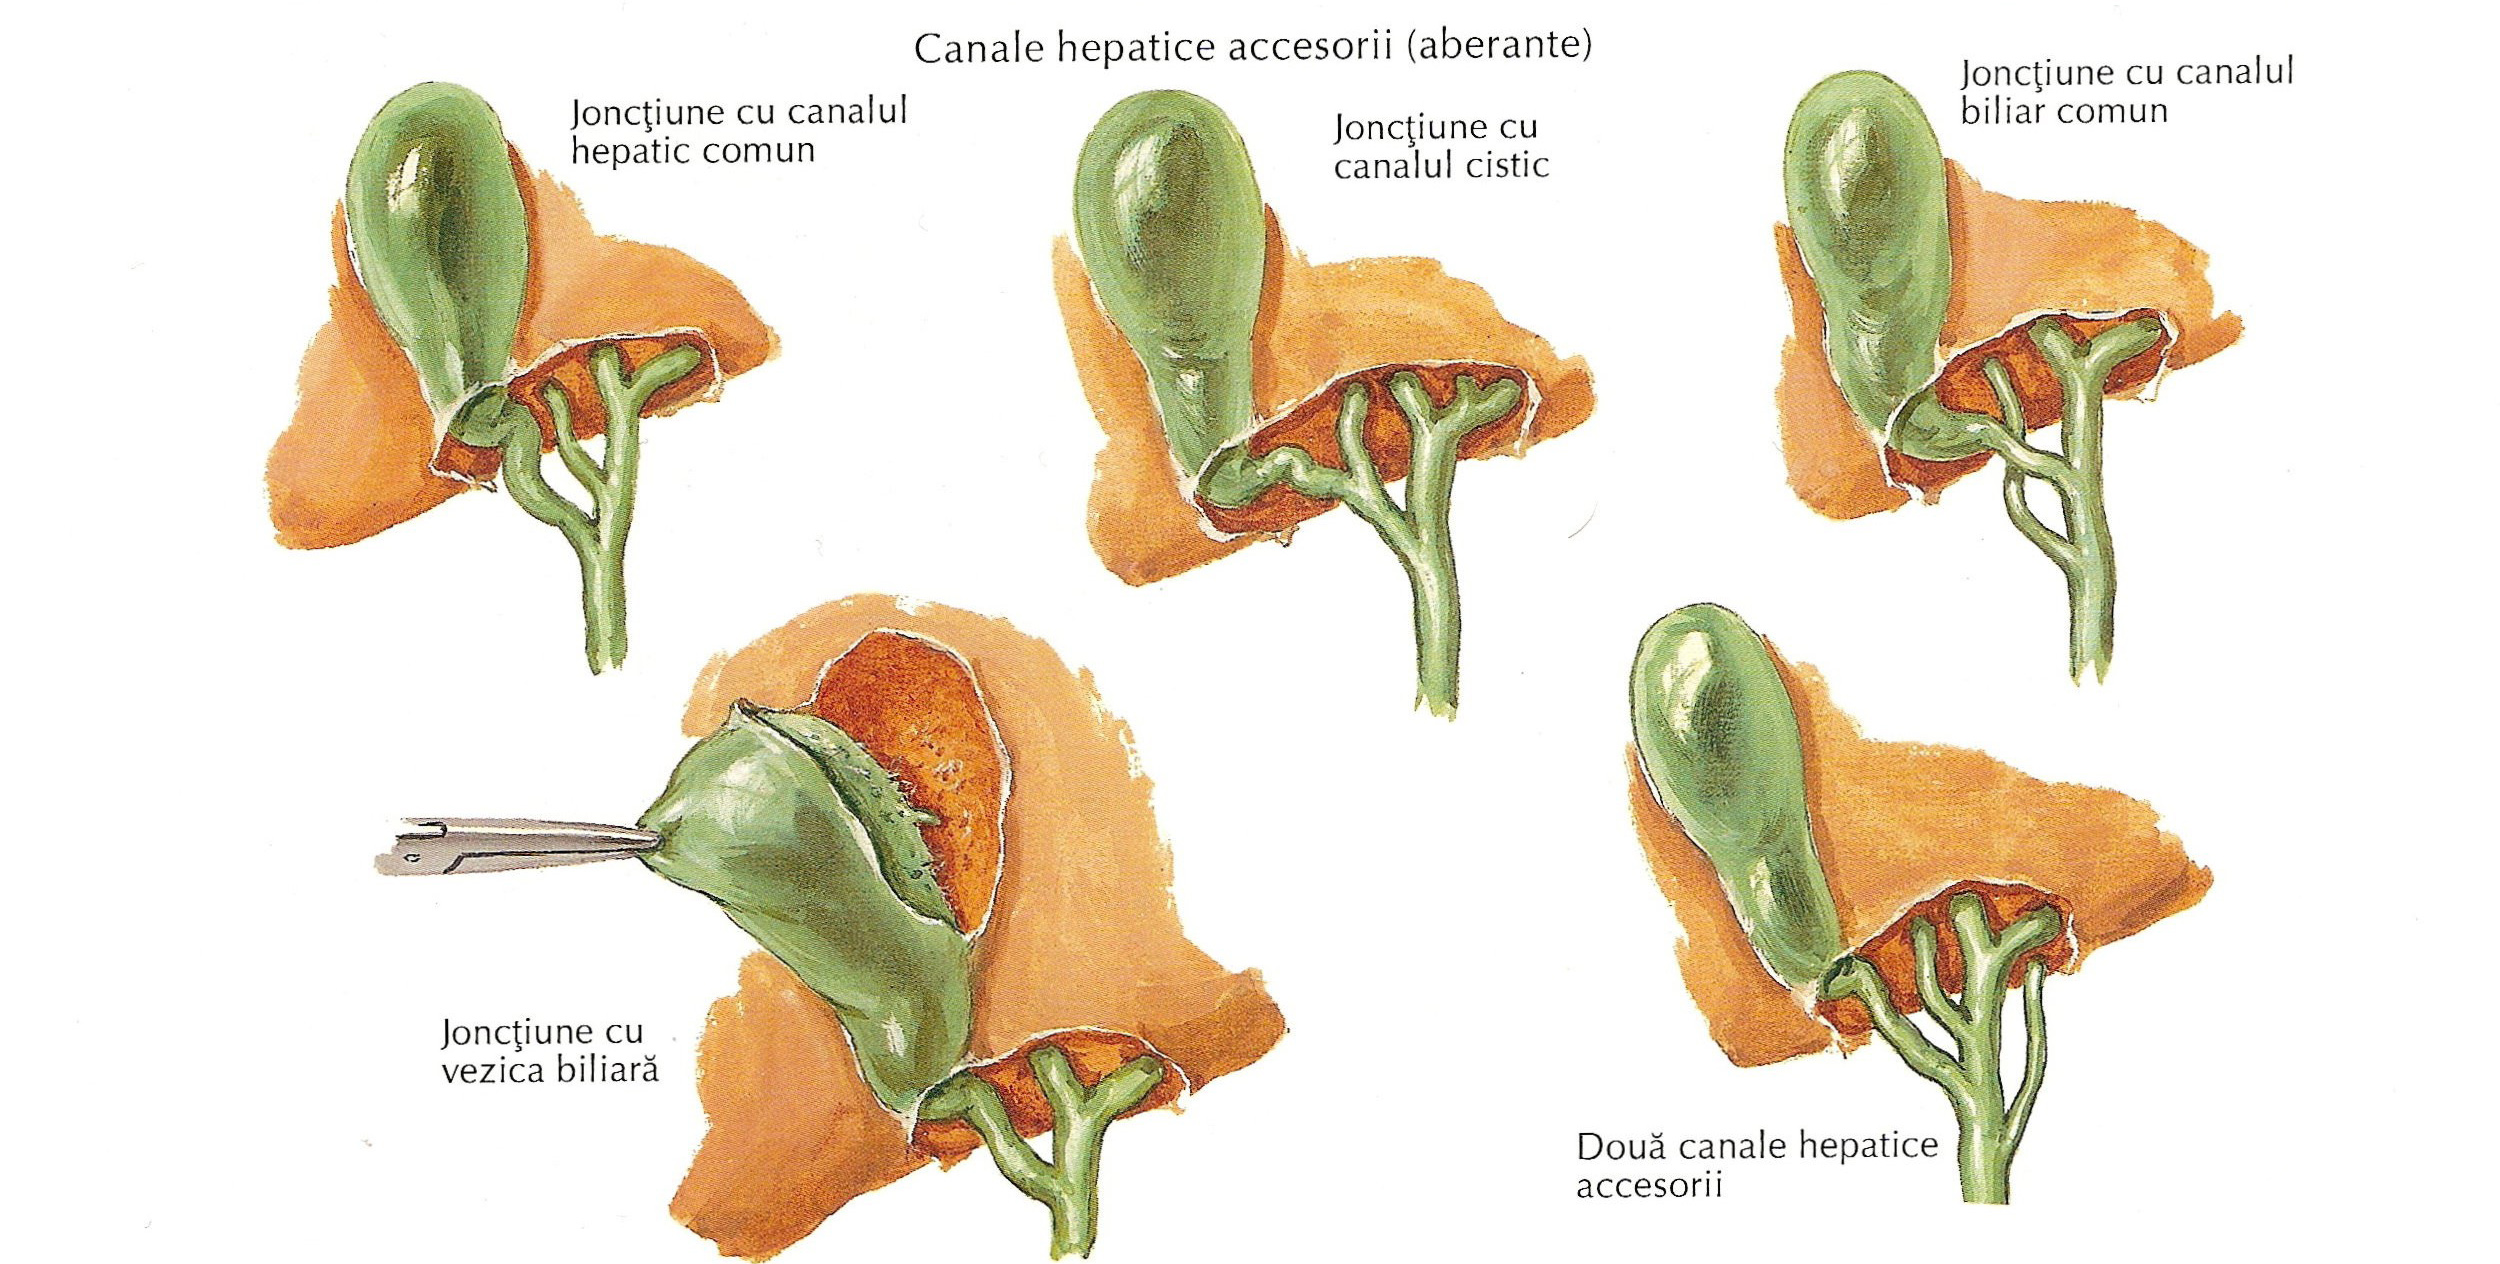 Canale hepatice accesorii (aberante)
Joncţiune cu canalul
hepatic comun
Joncţiune cu
canalul cistic
Joncţiune cu canalul
biliar comun
Joncţiune cu
vezica biliară
Două canale hepatice
accesorii